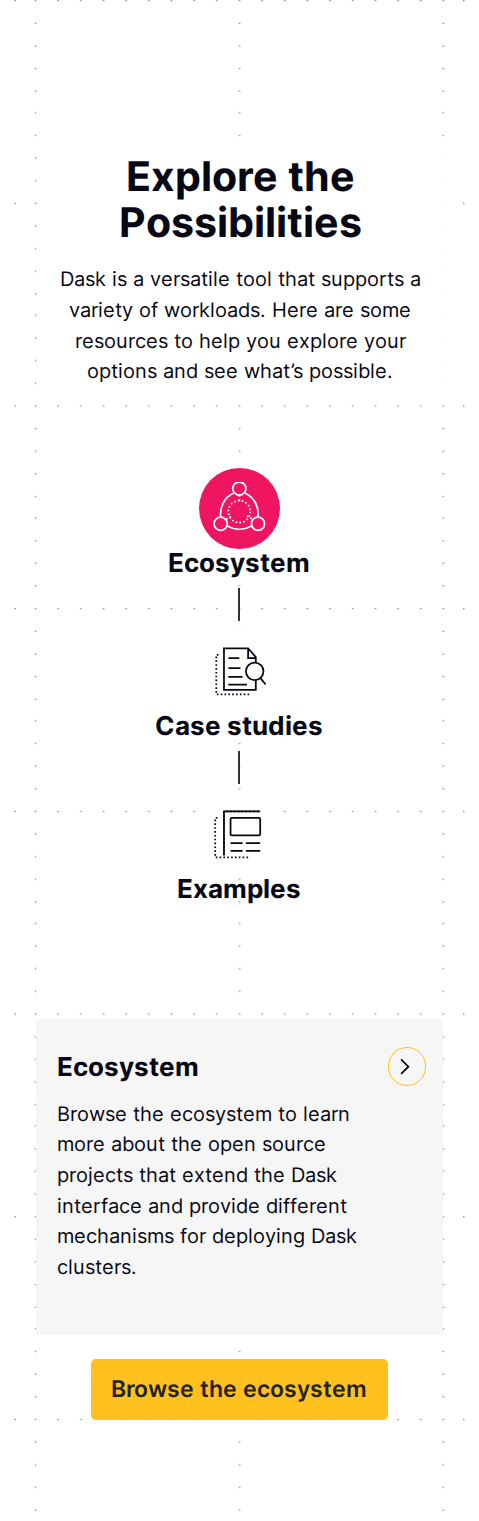 Explore the
Possibilities
Dask is a versatile tool that supports a
variety of workloads. Here are some
resources to help you explore your
options and see what’s possible.
Ecosystem
Case studies
Examples
Ecosystem
Browse the ecosystem to learn
more about the open source
projects that extend the Dask
interface and provide different
mechanisms for deploying Dask
clusters.
Browse the ecosystem